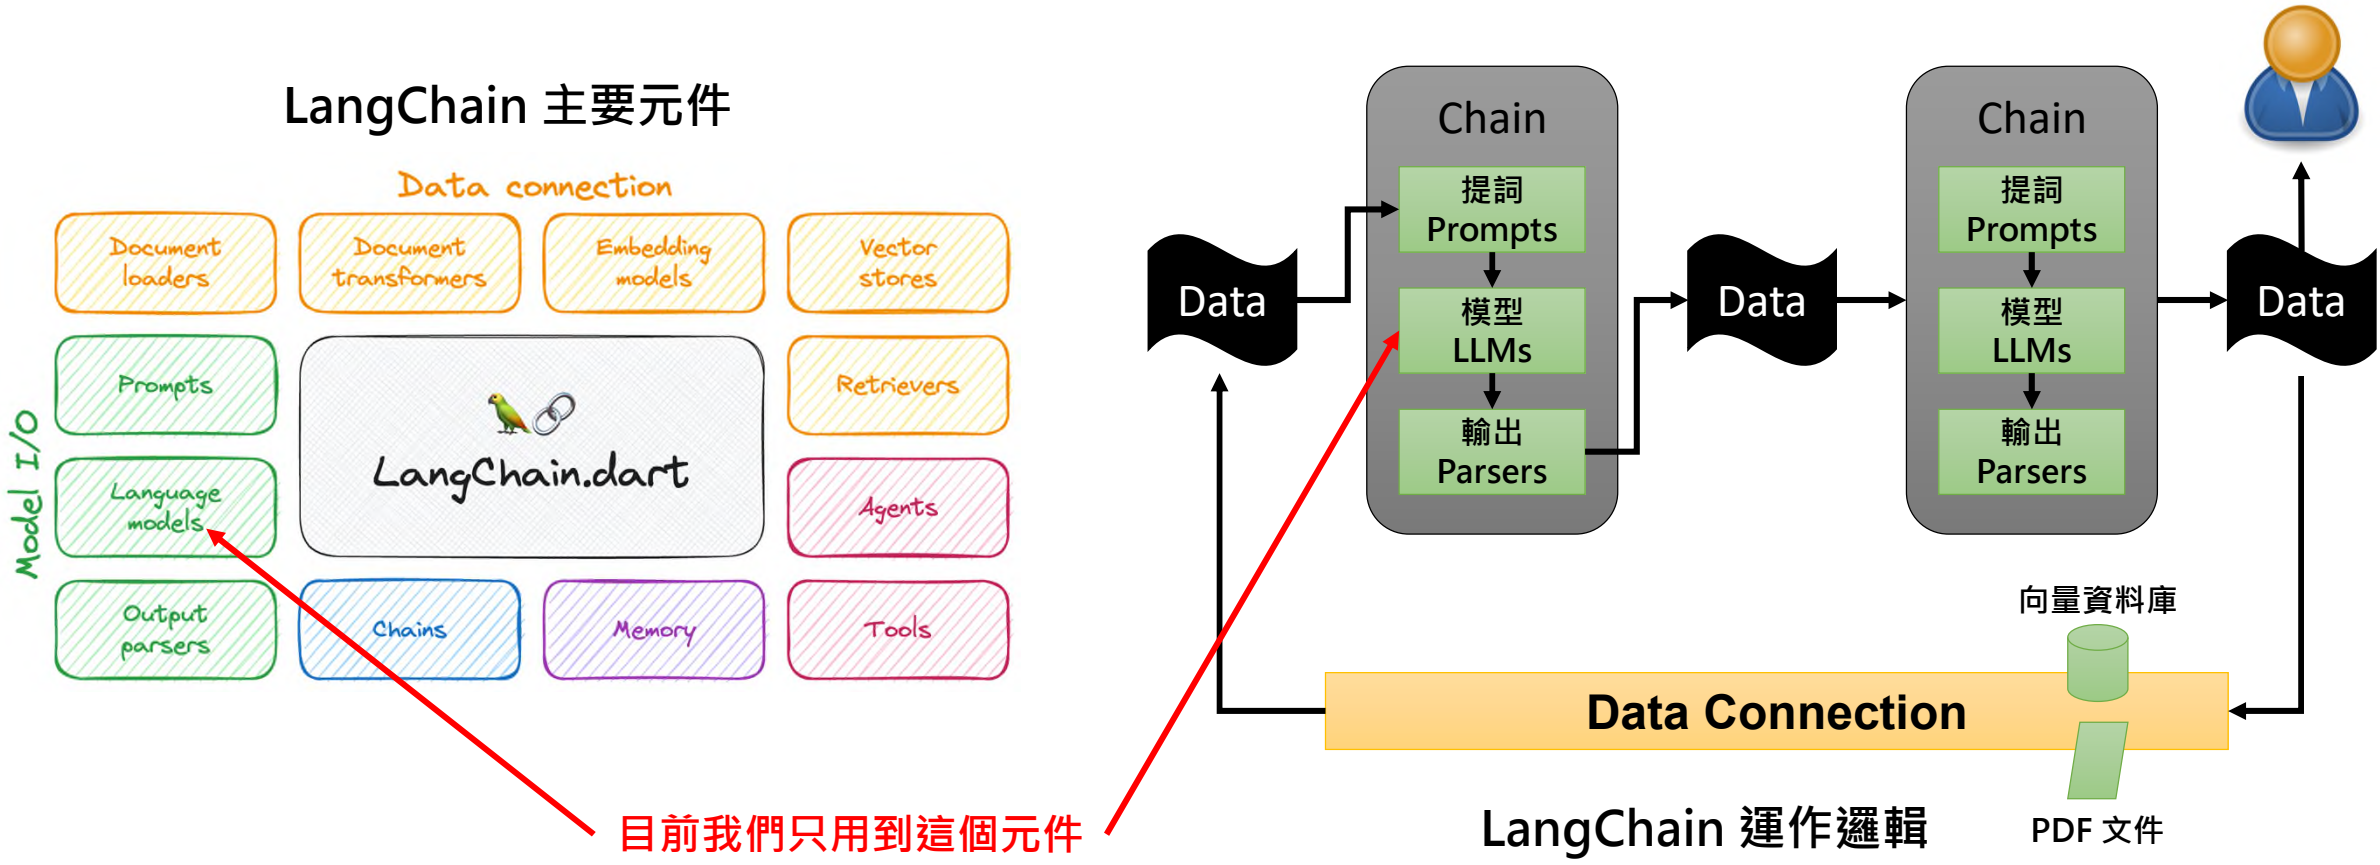 LangChain 主要元件
Data connection
Document
loaders
Document
transformers
Embedding
models
Vector
stores
Prompts
Retrievers
Model I/O
LangChain.dart
Language
models
Agents
Output
parsers
Chains
Memory
Tools
目前我們只用到這個元件
Data
Chain
提詞
Prompts
模型
LLMs
輸出
Parsers
Data
Chain
提詞
Prompts
模型
LLMs
輸出
Parsers
Data
向量資料庫
Data Connection
PDF 文件
LangChain 運作邏輯